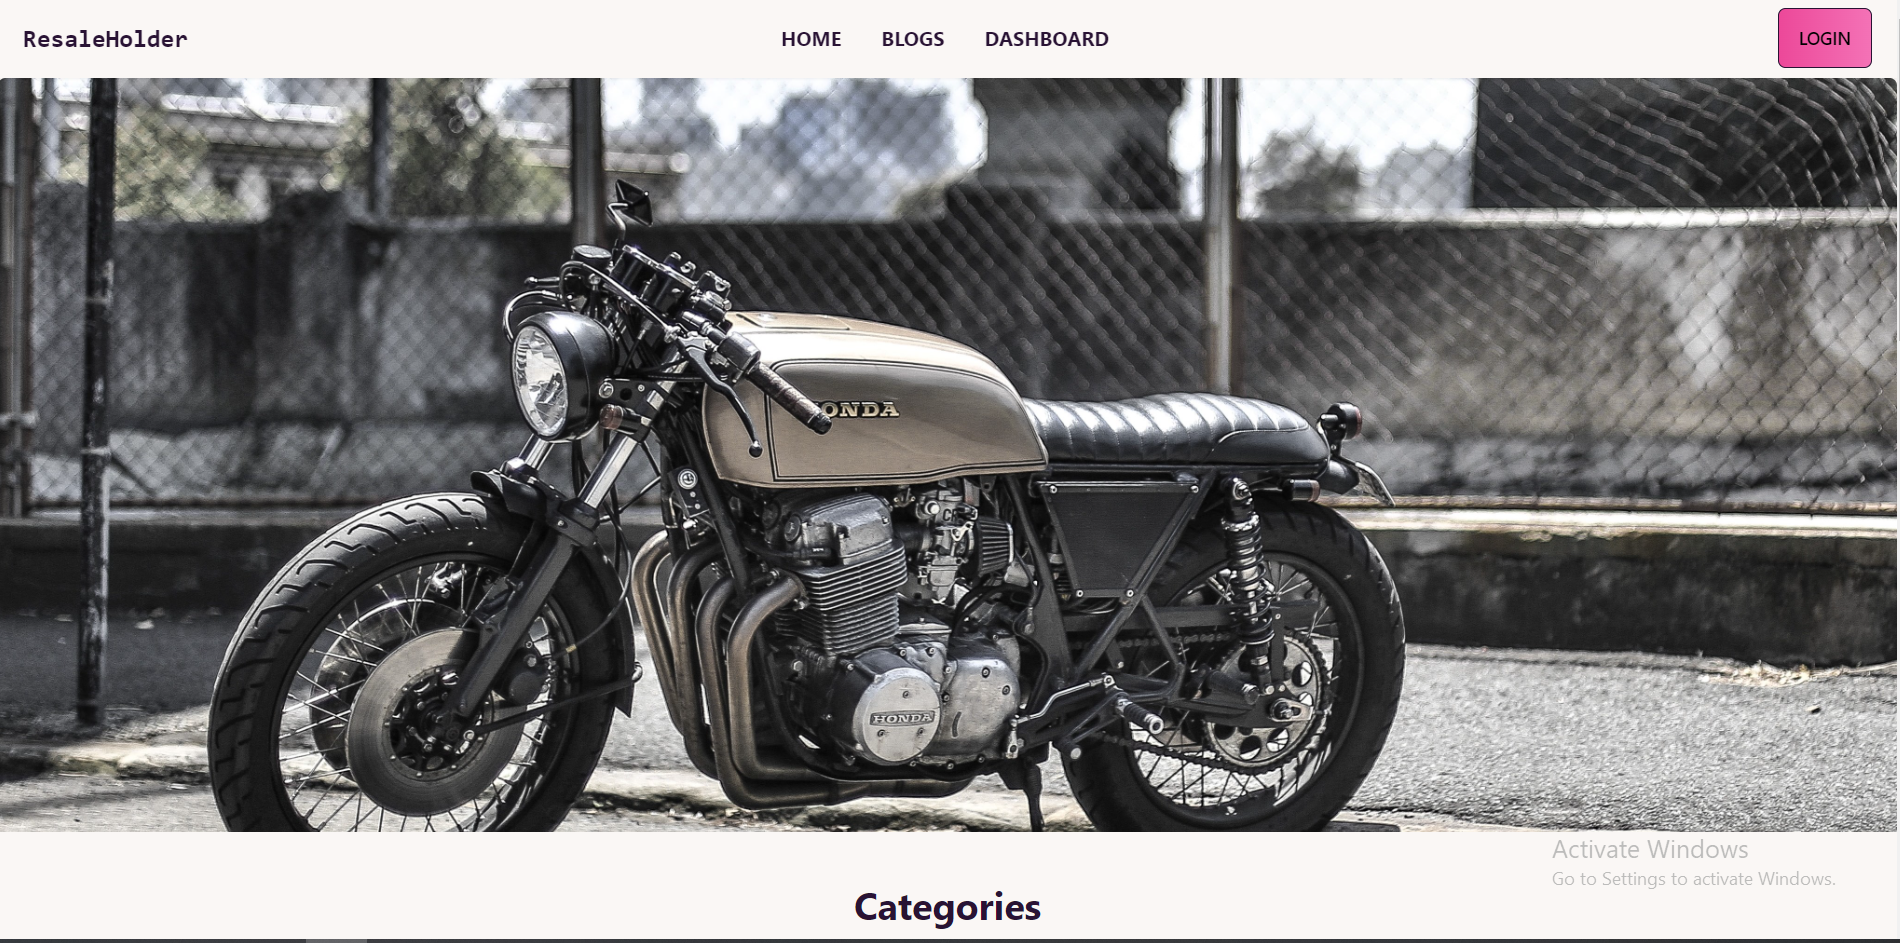 ResaleHolder
HOME BLOGS DASHBOARD
LOGIN
HONDA
HONDA
Activate Windows
Go to Settings to activate Windows.
Categories